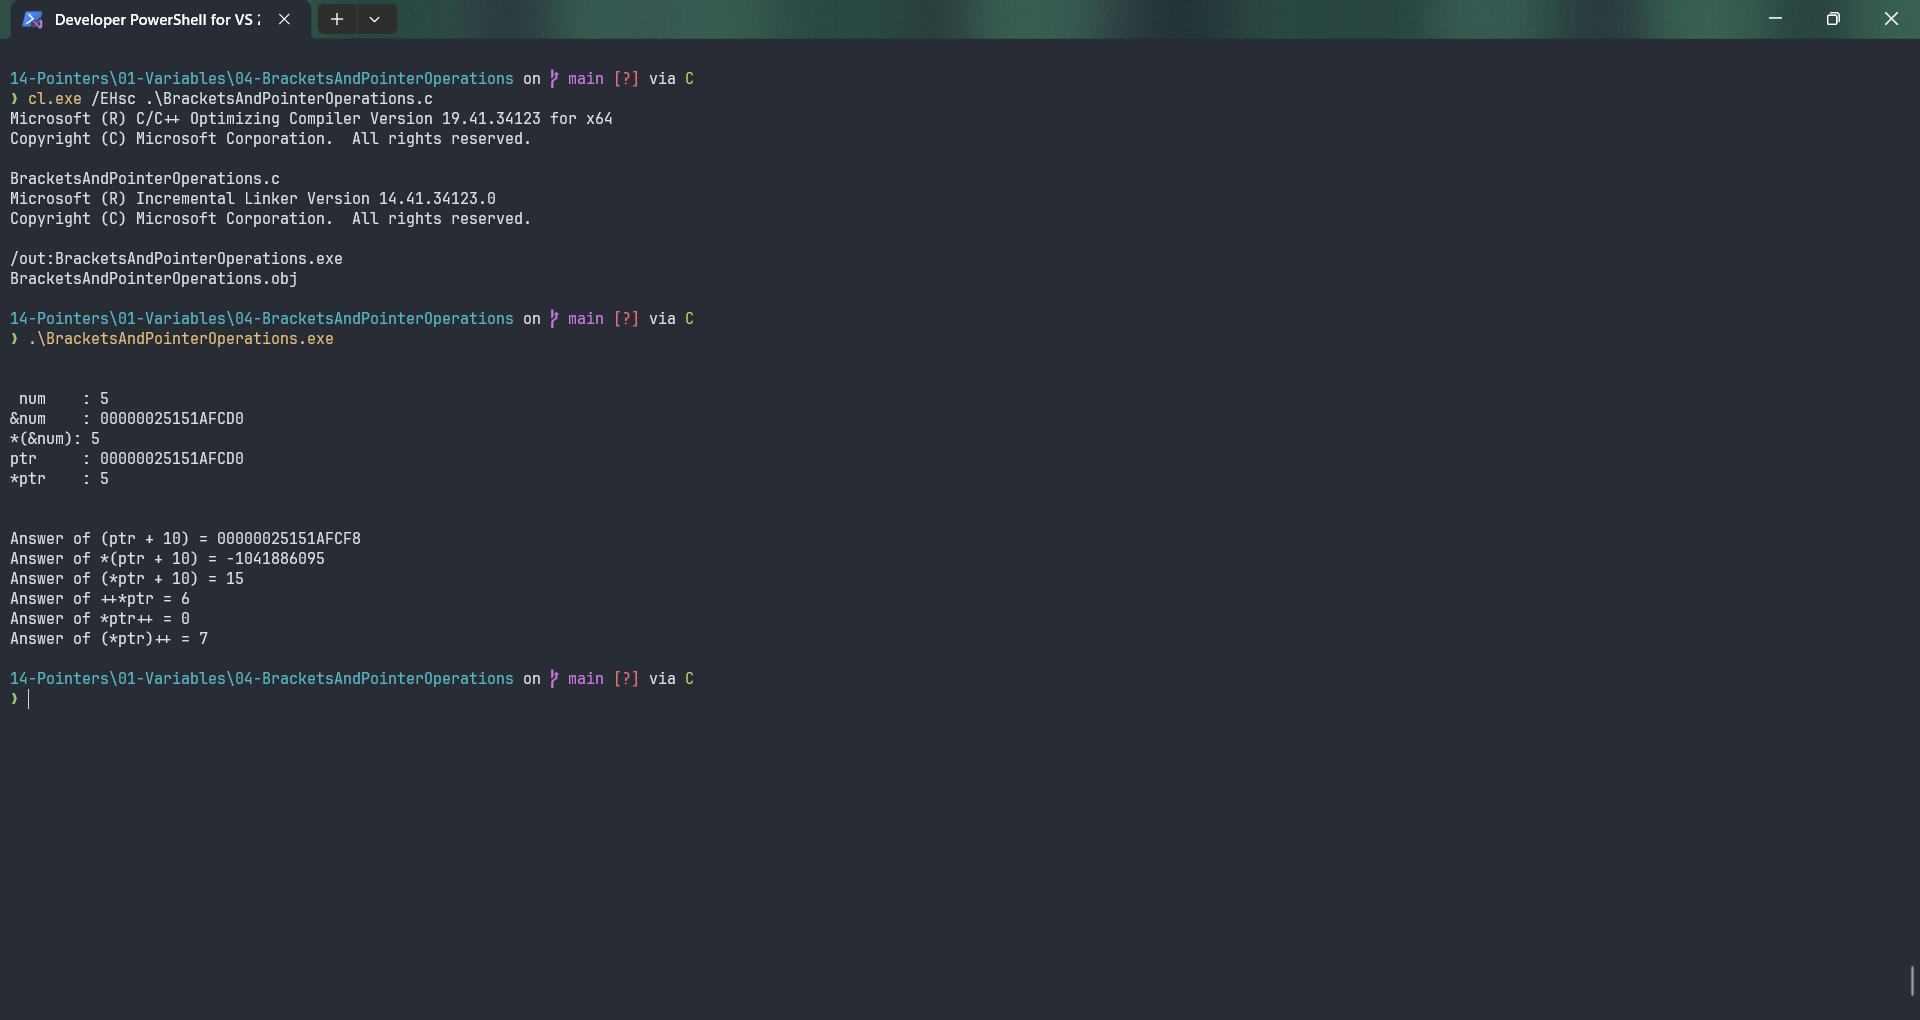 Developer PowerShell for VS 2
14-Pointers\01-Variables\04-BracketsAndPointerOperations on main [?] via C
❯ cl.exe /EHsc .\BracketsAndPointerOperations.c
Microsoft (R) C/C++ Optimizing Compiler Version 19.41.34123 for x64
Copyright (C) Microsoft Corporation.  All rights reserved.
BracketsAndPointerOperations.c
Microsoft (R) Incremental Linker Version 14.41.34123.0
Copyright (C) Microsoft Corporation.  All rights reserved.
/out:BracketsAndPointerOperations.exe
BracketsAndPointerOperations.obj
14-Pointers\01-Variables\04-BracketsAndPointerOperations on main [?] via C
❯ .\BracketsAndPointerOperations.exe
 num    : 5
&num    : 00000025151AFCD0
*(&num): 5
ptr     : 00000025151AFCD0
*ptr    : 5
Answer of (ptr + 10) = 00000025151AFCF8
Answer of *(ptr + 10) = -1041886095
Answer of (*ptr + 10) = 15
Answer of ++*ptr = 6
Answer of *ptr++ = 0
Answer of (*ptr)++ = 7
14-Pointers\01-Variables\04-BracketsAndPointerOperations on main [?] via C
❯